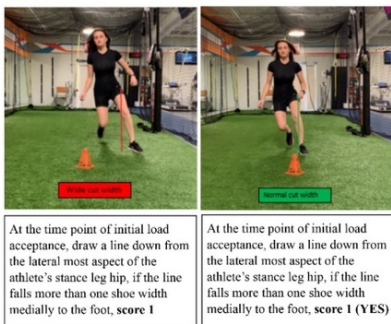 Wide cut width
Normal cut width
At the time point of initial load
acceptance, draw a line down from
the lateral most aspect of the
athlete's stance leg hip, if the line
falls more than one shoe width
medially to the foot, score 1
At the time point of initial load
acceptance, draw a line down from
the lateral most aspect of the
athlete's stance leg hip, if the line
falls more than one shoe width
medially to the foot, score 1 (YES)